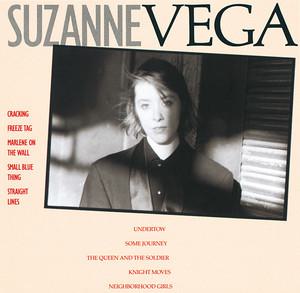 SUZANNE VEGA
CRACKING
FREEZE TAG
MARLENE ON
THE WALL
SMALL BLUE
THING
STRAIGHT
LINES
UNDERTOW
SOME JOURNEY
THE QUEEN AND THE SOLDIER
KNIGHT MOVES
NEIGHBORHOOD GIRLS